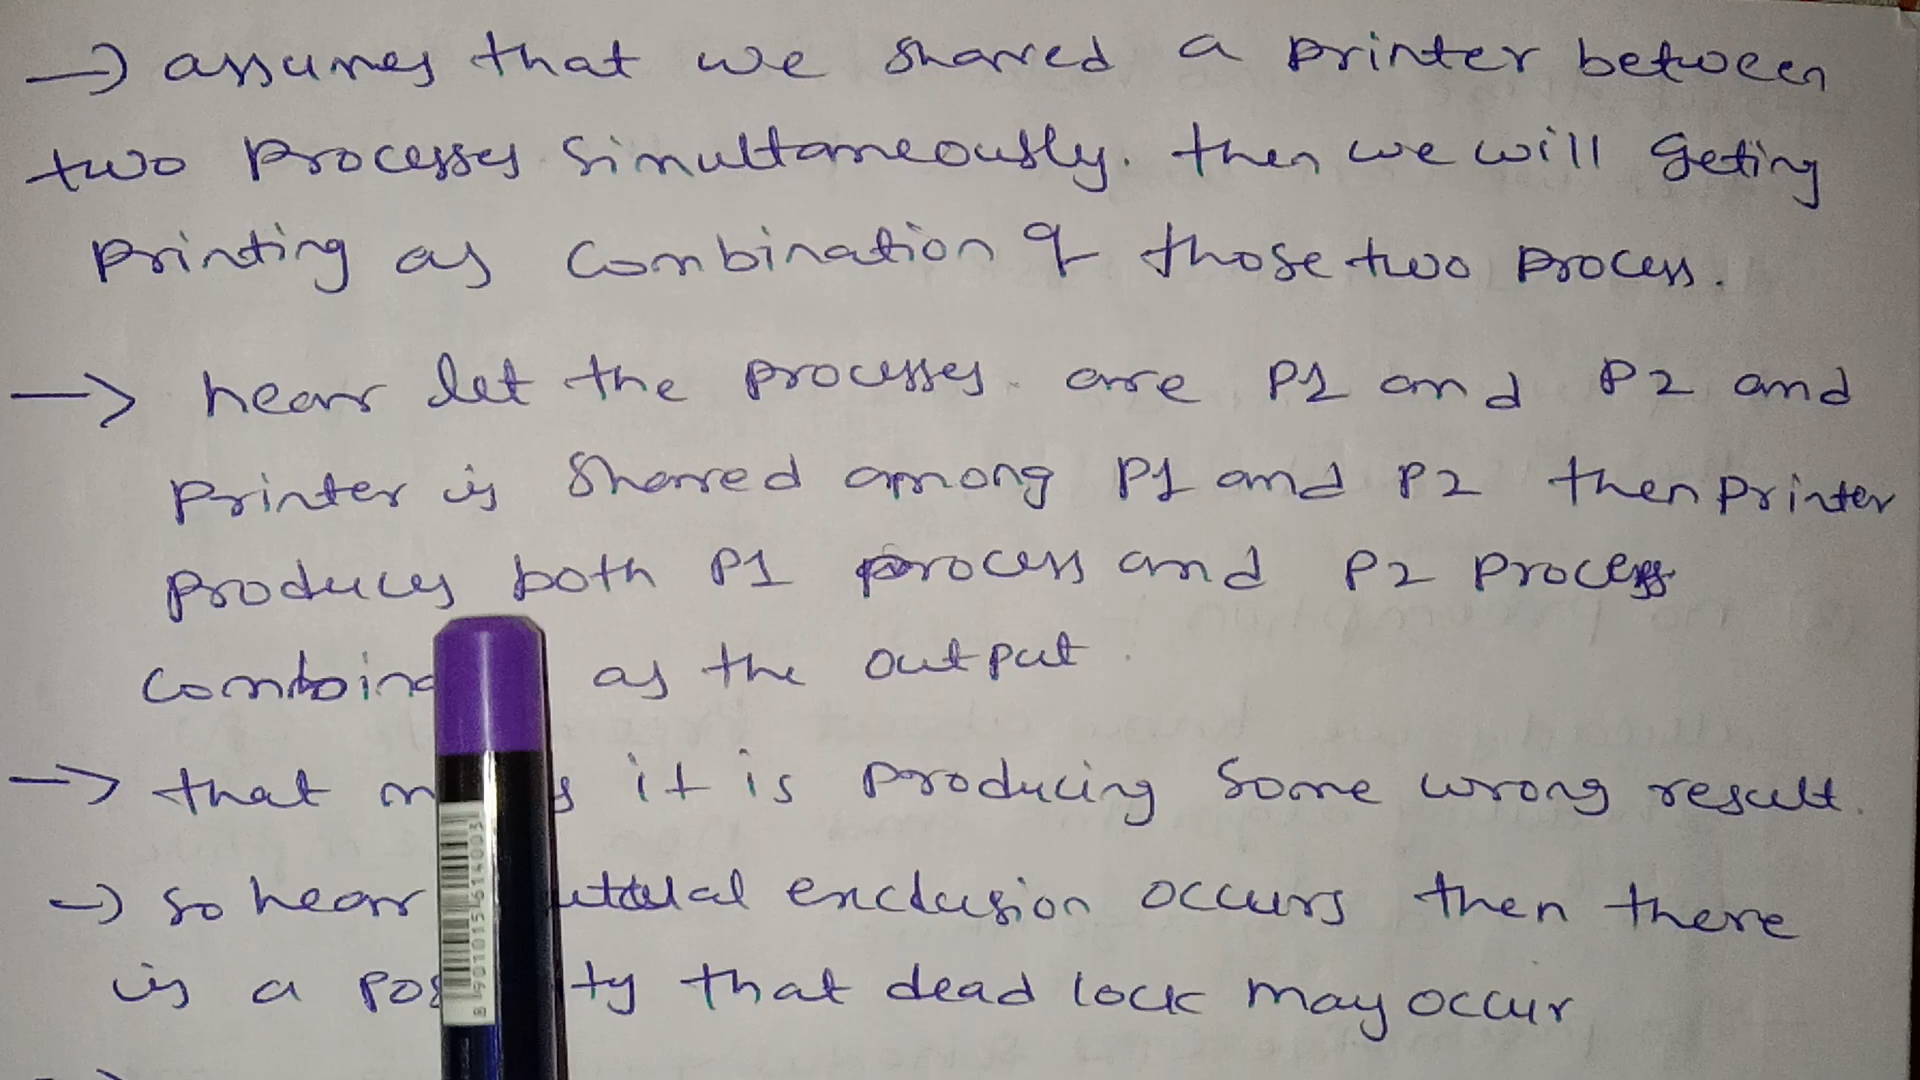 → assumes that we sharred a printer between
two processes simultaneously. then we will geting
printing as combination of those two process.
→ hear let the processes are P1 and P2 and
printer is sharred among P1 and P2 then printer
produces both P1 process and P2 process
as the output.
→ that it is producing some wrong result.
→ so hear exclusion occurs then there
is a that dead lock may occur
8901015614003